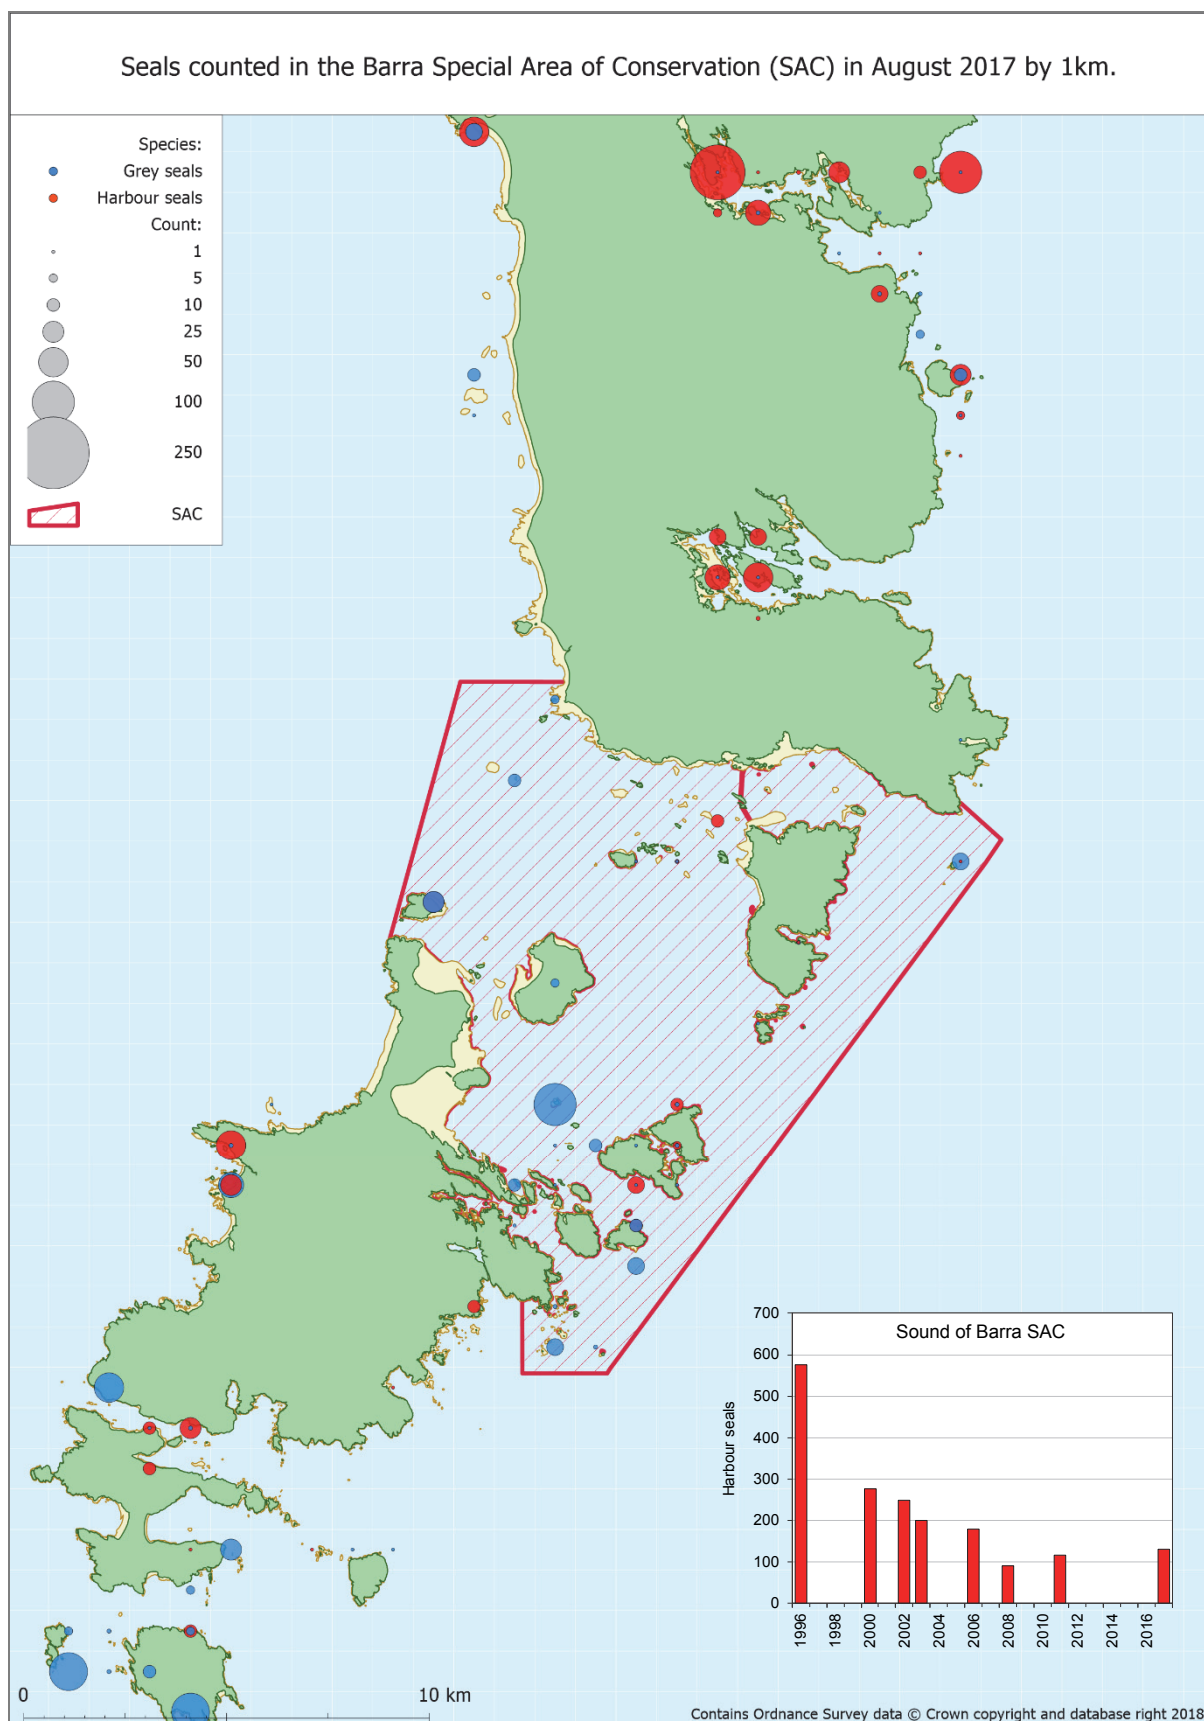 Seals counted in the Barra Special Area of Conservation (SAC) in August 2017 by 1km.
Species:
Grey seals
Harbour seals
Count:
1
5
10
25
50
100
250
SAC
Sound of Barra SAC
Harbour seals
700
600
500
400
300
200
100
0
1996
1998
2000
2002
2004
2006
2008
2010
2012
2014
2016
0 10 km
Contains Ordnance Survey data © Crown copyright and database right 2018